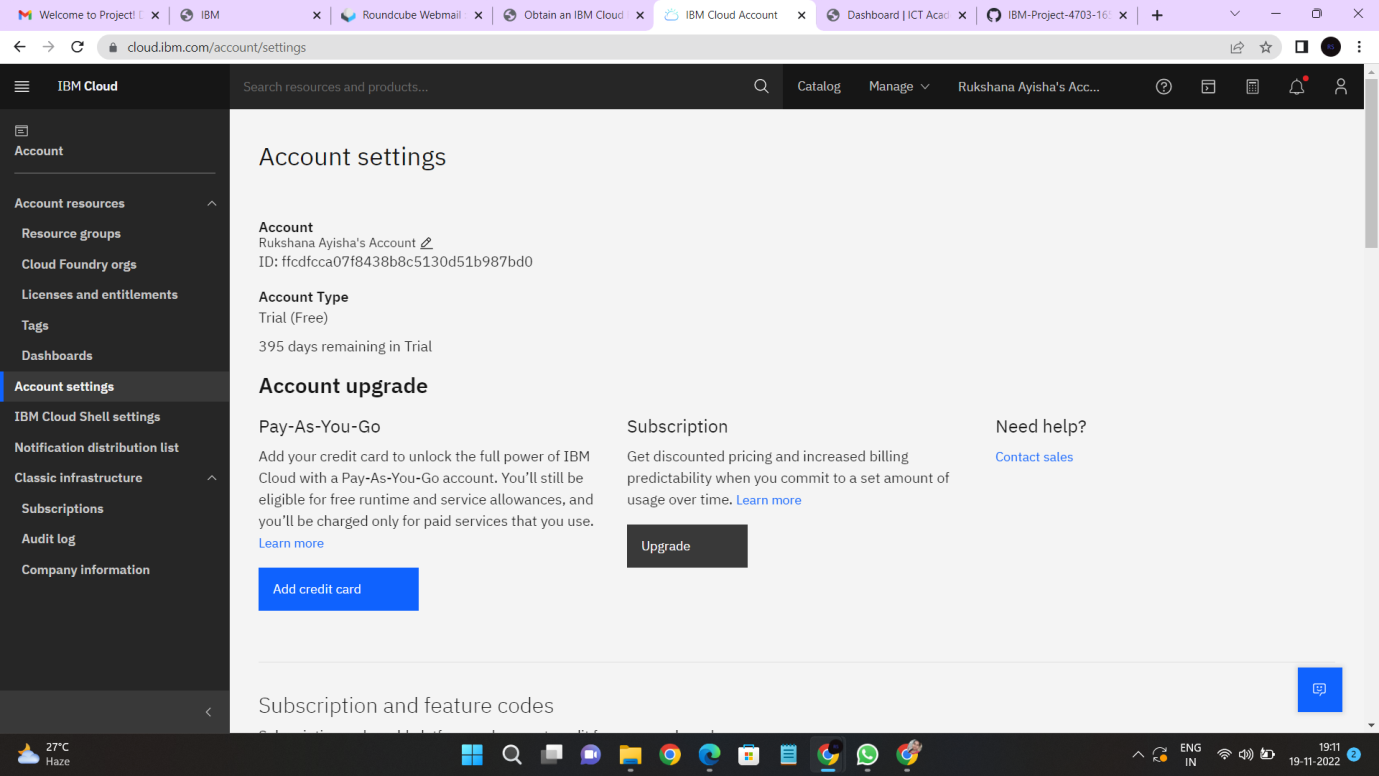 Welcome to Project!
IBM
Roundcube Webmail
Obtain an IBM Cloud
IBM Cloud Account
Dashboard | ICT Acad
IBM-Project-4703-165
cloud.ibm.com/account/settings
IBM Cloud
Search resources and products...
Catalog
Manage
Rukshana Ayisha's Acc...
Account
Account resources
Resource groups
Cloud Foundry orgs
Licenses and entitlements
Tags
Dashboards
Account settings
IBM Cloud Shell settings
Notification distribution list
Classic infrastructure
Subscriptions
Audit log
Company information
Account settings
Account
Rukshana Ayisha's Account
ID: ffcdfcca07f8438b8c5130d51b987bd0
Account Type
Trial (Free)
395 days remaining in Trial
Account upgrade
Pay-As-You-Go
Add your credit card to unlock the full power of IBM
Cloud with a Pay-As-You-Go account. You’ll still be
eligible for free runtime and service allowances, and
you’ll be charged only for paid services that you use.
Learn more
Add credit card
Subscription
Get discounted pricing and increased billing
predictability when you commit to a set amount of
usage over time. Learn more
Upgrade
Need help?
Contact sales
Subscription and feature codes
27°C
Haze
ENG
IN
19:11
19-11-2022
2